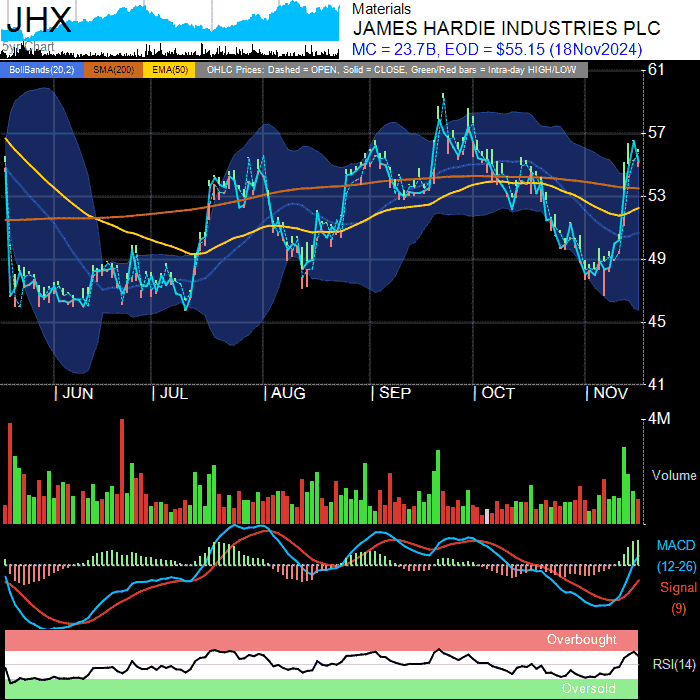 JHX
Materials
JAMES HARDIE INDUSTRIES PLC
MC = 23.7B, EOD = $55.15 (18Nov2024)
BollBands(20,2) SMA(200) EMA(50) OHLC Prices: Dashed = OPEN, Solid = CLOSE, Green/Red bars = Intra-day HIGH/LOW
61
57
53
49
45
41
JUN JUL AUG SEP OCT NOV
4M
Volume
MACD
(12-26)
Signal
(9)
Overbought
RSI(14)
Oversold